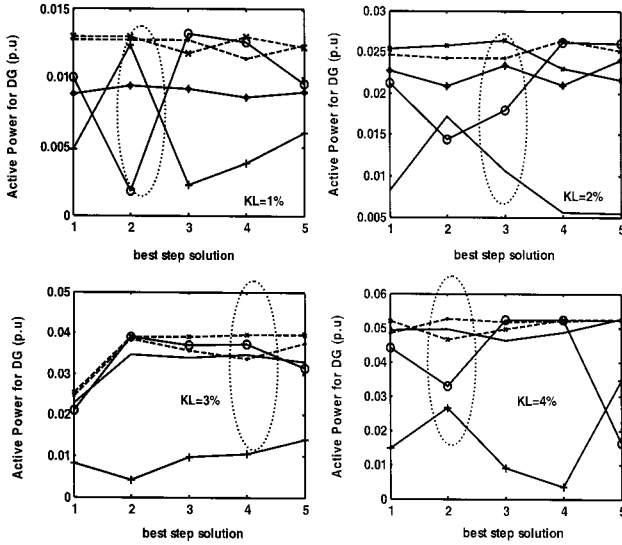 0.015
0.01
0.005
0
Active Power for DG (p.u)
KL=1%
1 2 3 4 5
best step solution
0.03
0.025
0.02
0.015
0.01
0.005
Active Power for DG (p.u)
KL=2%
1 2 3 4 5
best step solution
0.05
0.04
0.03
0.02
0.01
0
Active Power for DG (p.u)
KL=3%
1 2 3 4 5
best step solution
0.06
0.05
0.04
0.03
0.02
0.01
0
Active Power for DG (p.u)
KL=4%
1 2 3 4 5
best step solution